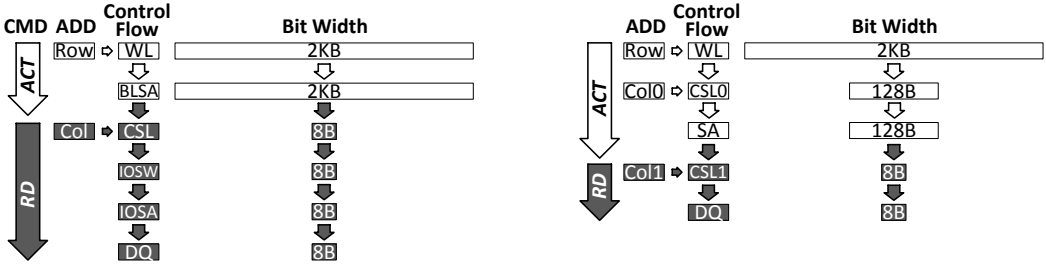 CMD ADD Control Flow Bit Width
ACT
Row WL 2KB
BLSA 2KB
RD
Col CSL 8B
IOSW 8B
IOSA 8B
DQ 8B
ADD Control Flow Bit Width
ACT
Row WL 2KB
Col0 CSL0 128B
SA 128B
RD
Col1 CSL1 8B
DQ 8B